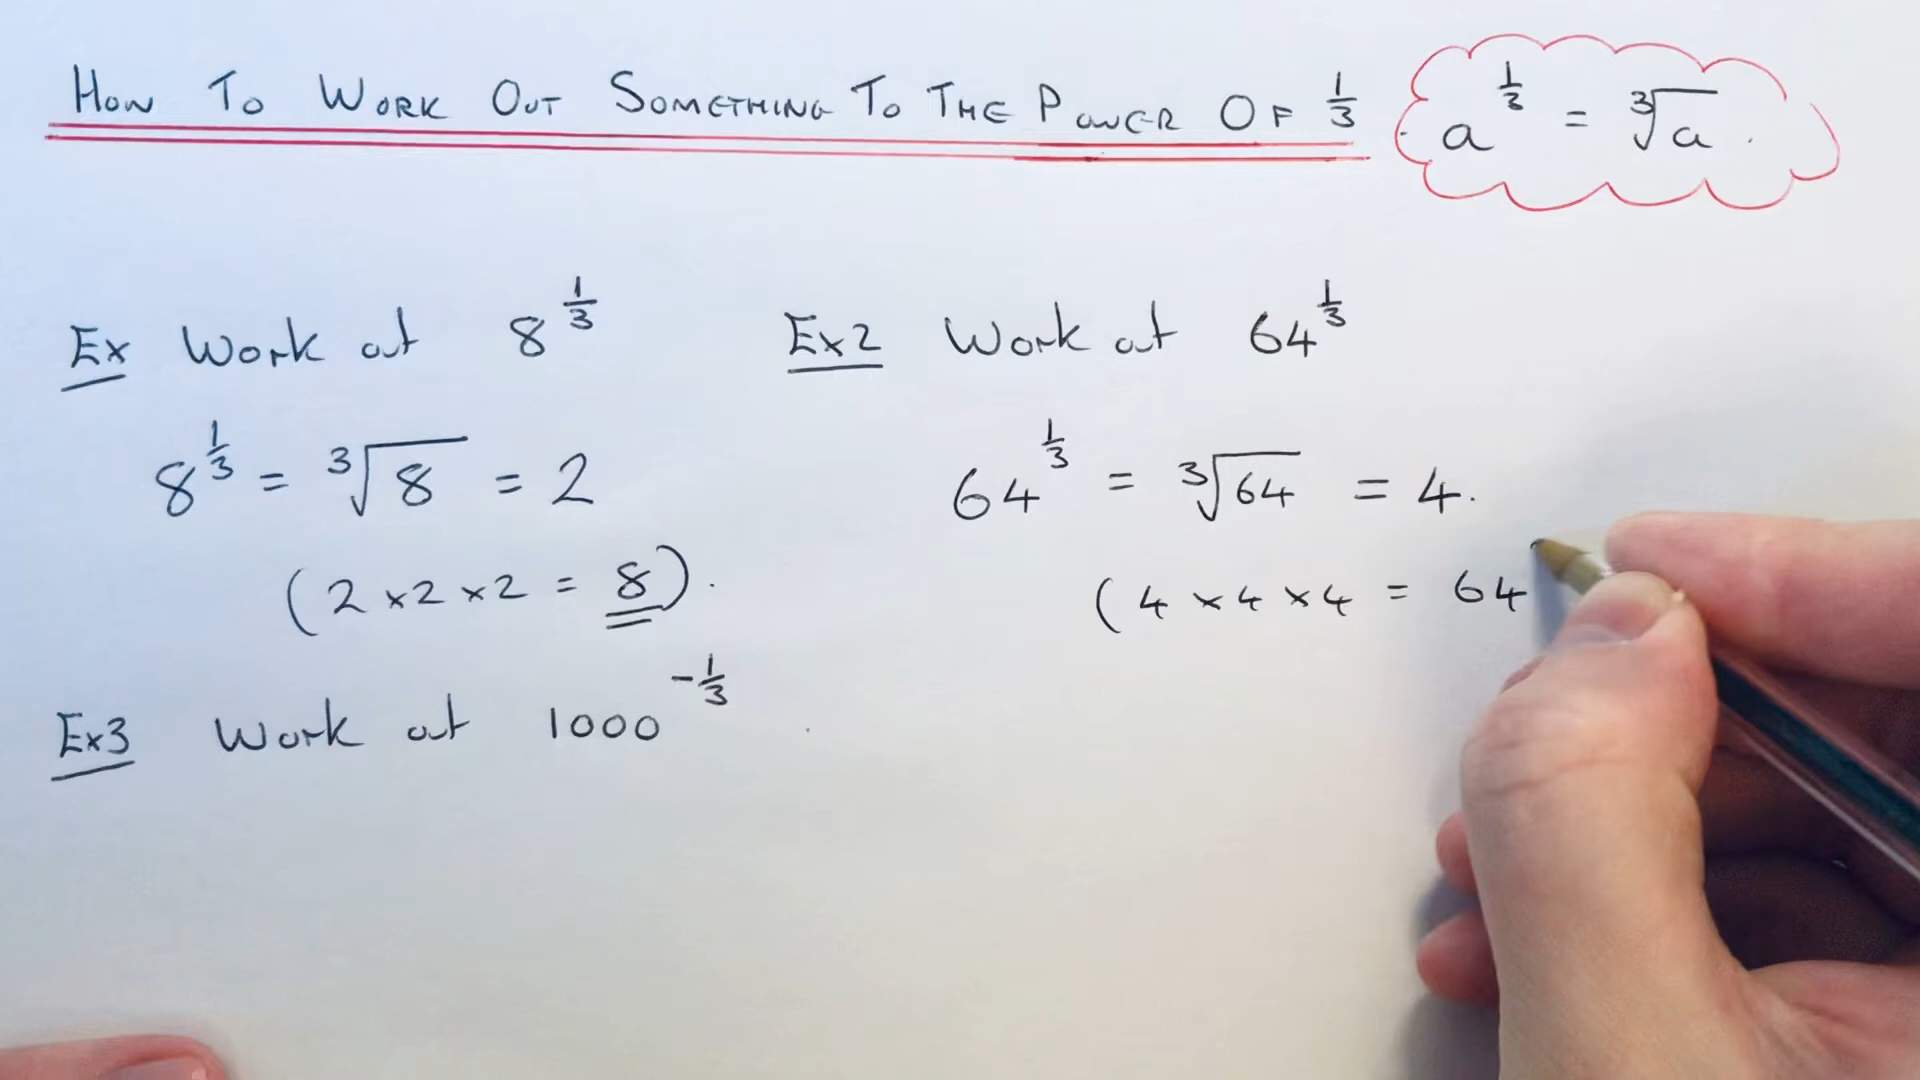 How To Work Out Something To The Power Of 1/3
a^(1/3) = ∛a.
Ex Work out 8^(1/3)
8^(1/3) = ∛8 = 2
(2 × 2 × 2 = 8).
Ex2 Work out 64^(1/3)
64^(1/3) = ∛64 = 4.
(4 × 4 × 4 = 64
Ex3 Work out 1000^(-1/3)